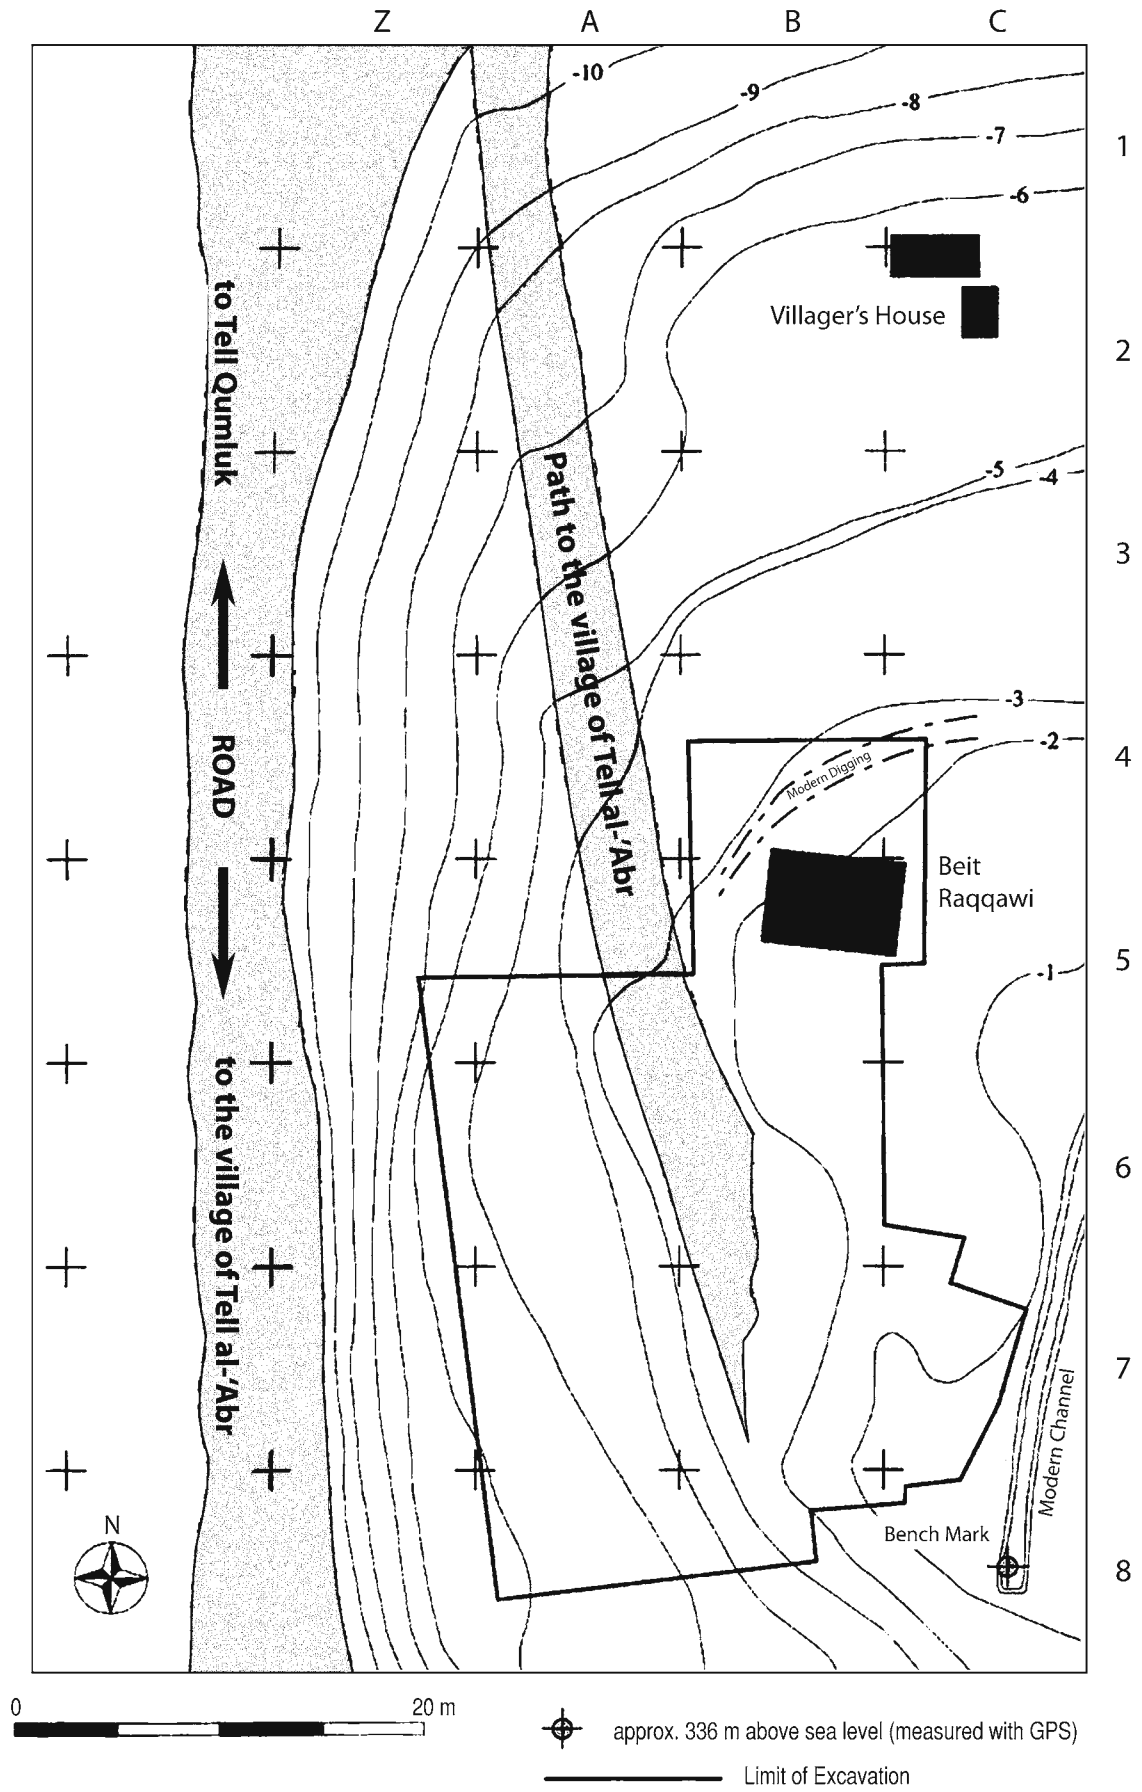 Z A B C
-10
-9
-8
1
-7
-6
Villager's House
2
to Tell Qumluk
-5
-4
Path to the village of Tell al-'Abr
3
-3
-2
ROAD
4
Modern Digging
Beit
Raqqawi
5
-1
to the village of Tell al-'Abr
6
7
Modern Channel
N
Bench Mark
8
0 20 m
approx. 336 m above sea level (measured with GPS)
Limit of Excavation